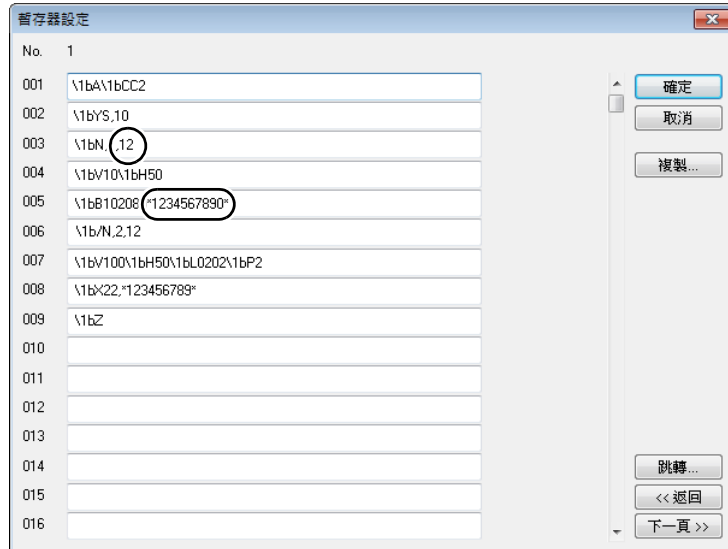 暫存器設定
No. 1
001 \1bA\1bCC2
002 \1bYS,10
003 \1bN, ,12
004 \1bV10\1bH50
005 \1bB10208 *1234567890*
006 \1b/N,2,12
007 \1bV100\1bH50\1bL0202\1bP2
008 \1bX22,*123456789*
009 \1bZ
010
011
012
013
014
015
016
確定
取消
複製...
跳轉...
<< 返回
下一頁 >>